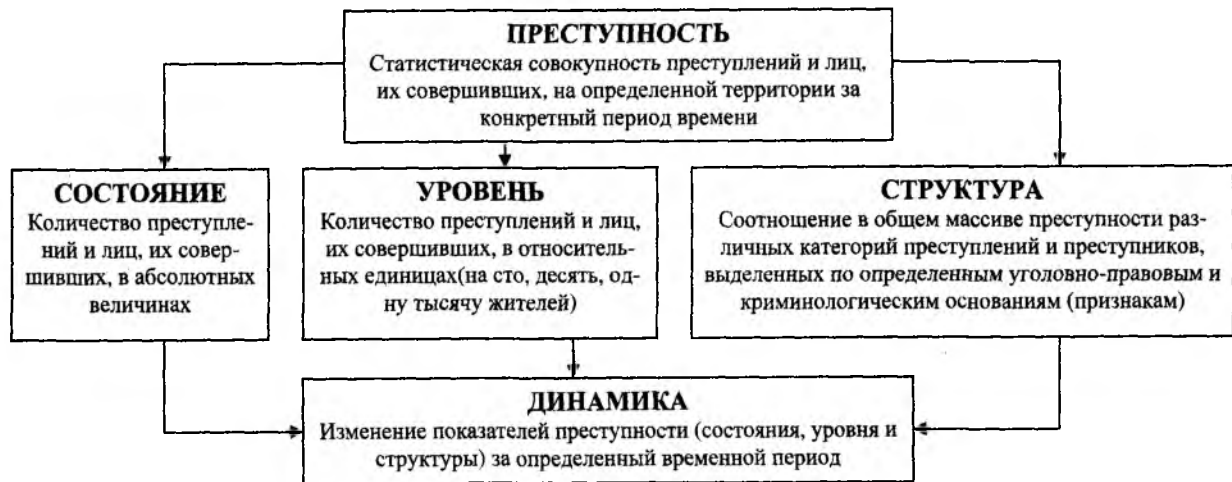 ПРЕСТУПНОСТЬ
Статистическая совокупность преступлений и лиц,
их совершивших, на определенной территории за
конкретный период времени
СОСТОЯНИЕ
Количество преступле-
ний и лиц, их совер-
шивших, в абсолютных
величинах
УРОВЕНЬ
Количество преступлений и лиц,
их совершивших, в относитель-
ных единицах(на сто, десять, од-
ну тысячу жителей)
СТРУКТУРА
Соотношение в общем массиве преступности раз-
личных категорий преступлений и преступников,
выделенных по определенным уголовно-правовым и
криминологическим основаниям (признакам)
ДИНАМИКА
Изменение показателей преступности (состояния, уровня и
структуры) за определенный временной период